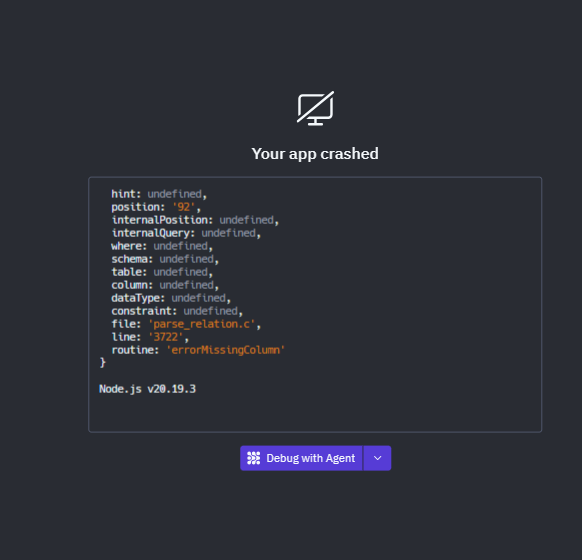 Your app crashed
hint: undefined,
position: '92',
internalPosition: undefined,
internalQuery: undefined,
where: undefined,
schema: undefined,
table: undefined,
column: undefined,
dataType: undefined,
constraint: undefined,
file: 'parse_relation.c',
line: '3722',
routine: 'errorMissingColumn'
}
Node.js v20.19.3
Debug with Agent